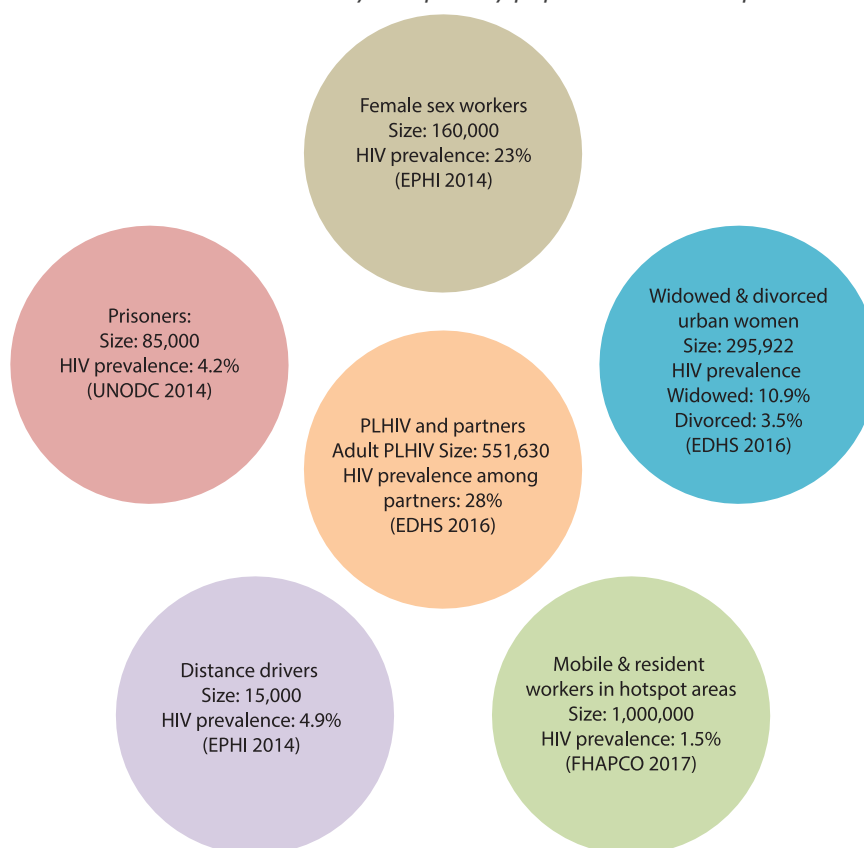 Female sex workers
Size: 160,000
HIV prevalence: 23%
(EPHI 2014)
Prisoners:
Size: 85,000
HIV prevalence: 4.2%
(UNODC 2014)
Widowed & divorced
urban women
Size: 295,922
HIV prevalence
Widowed: 10.9%
Divorced: 3.5%
(EDHS 2016)
PLHIV and partners
Adult PLHIV Size: 551,630
HIV prevalence among
partners: 28%
(EDHS 2016)
Distance drivers
Size: 15,000
HIV prevalence: 4.9%
(EPHI 2014)
Mobile & resident
workers in hotspot areas
Size: 1,000,000
HIV prevalence: 1.5%
(FHAPCO 2017)